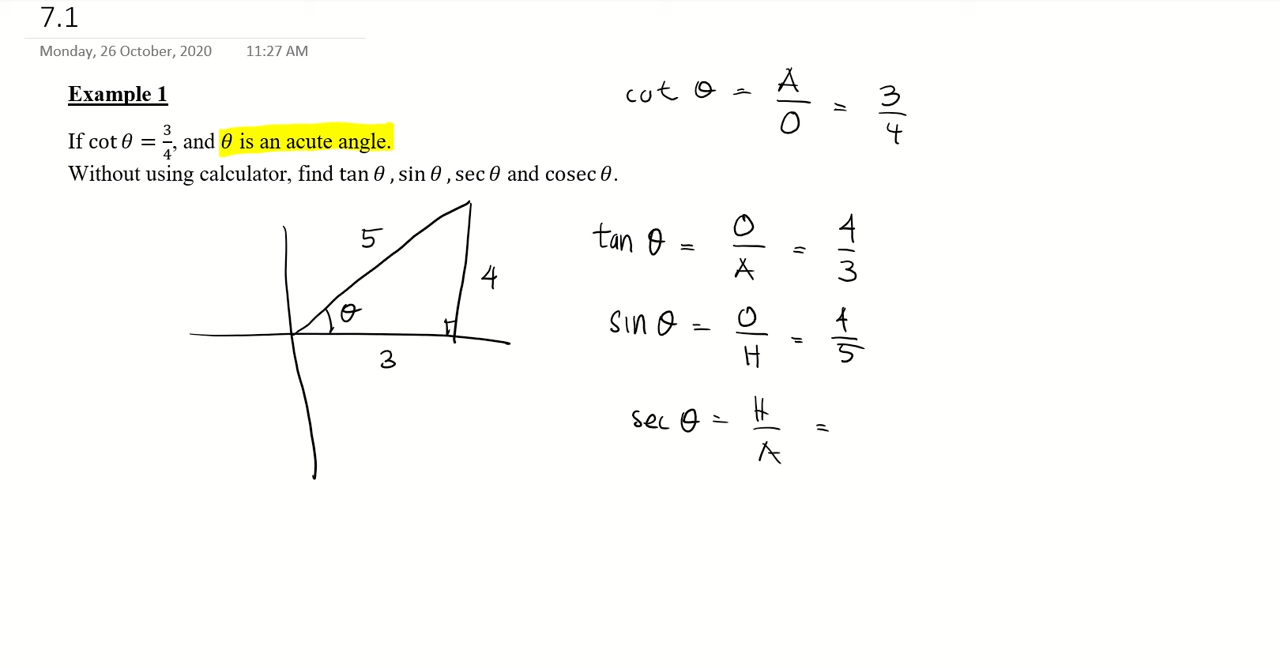 7.1
Monday, 26 October, 2020 11:27 AM
Example 1
If cot θ = 3/4, and θ is an acute angle.
Without using calculator, find tan θ , sin θ , sec θ and cosec θ.
cot θ = A/O = 3/4
5
4
θ
3
tan θ = O/A = 4/3
sin θ = O/H = 4/5
sec θ = H/A =